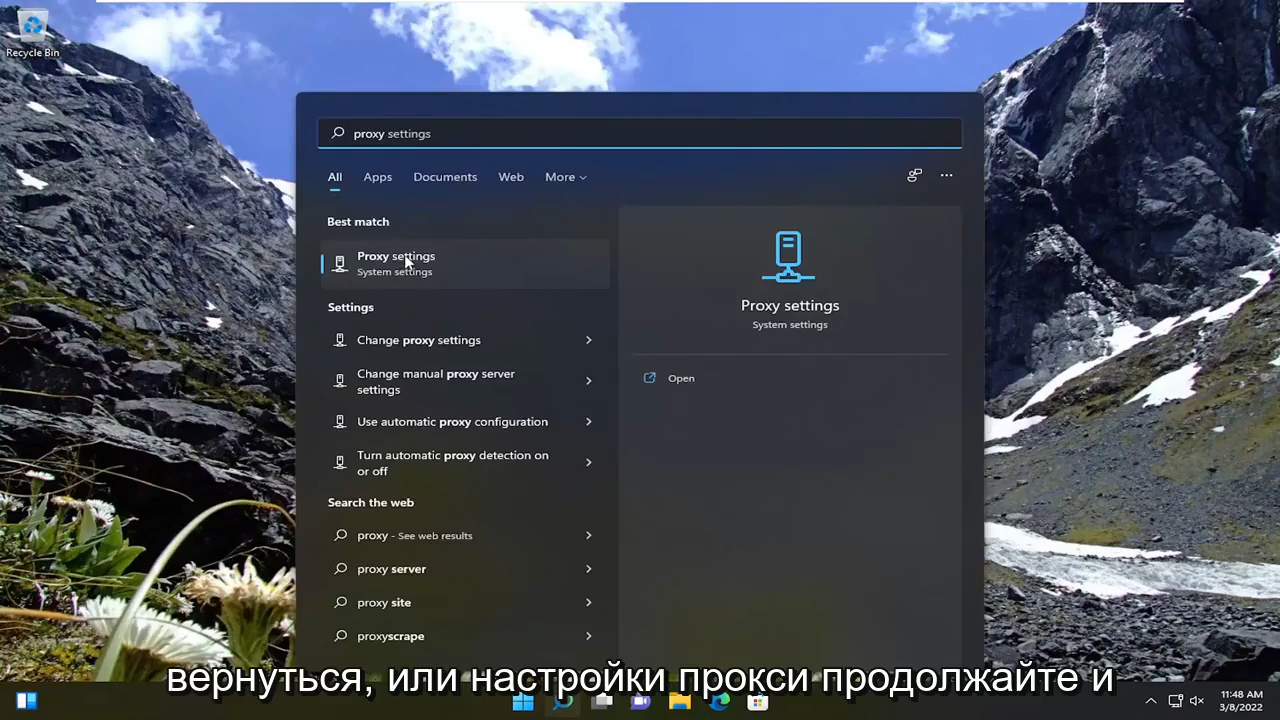 Recycle Bin
proxy settings
All Apps Documents Web More
Best match
Proxy settings
System settings
Settings
Change proxy settings
Change manual proxy server
settings
Use automatic proxy configuration
Turn automatic proxy detection on
or off
Search the web
proxy - See web results
proxy server
proxy site
proxyscrape
Proxy settings
System settings
Open
вернуться, или настройки прокси продолжайте и
11:48 AM
3/8/2022